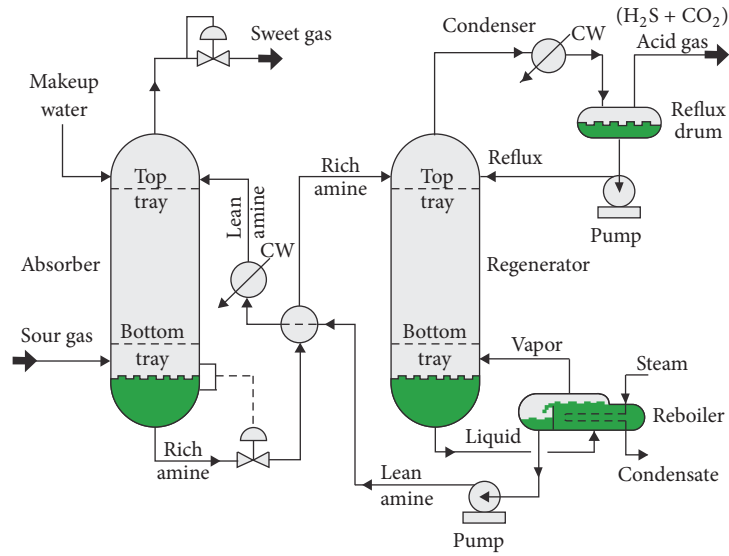 Sweet gas
Makeup
water
Top
tray
Lean
amine
CW
Absorber
Sour gas
Bottom
tray
Rich
amine
Condenser
CW
(H₂S + CO₂)
Acid gas
Reflux
drum
Rich
amine
Top
tray
Reflux
Pump
Regenerator
Bottom
tray
Vapor
Steam
Reboiler
Liquid
Condensate
Lean
amine
Pump